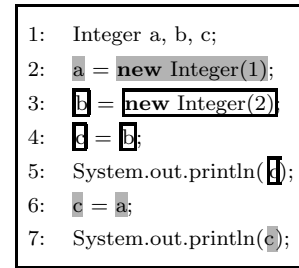 1: Integer a, b, c;
2: a = new Integer(1);
3: b = new Integer(2);
4: c = b;
5: System.out.println(c);
6: c = a;
7: System.out.println(c);